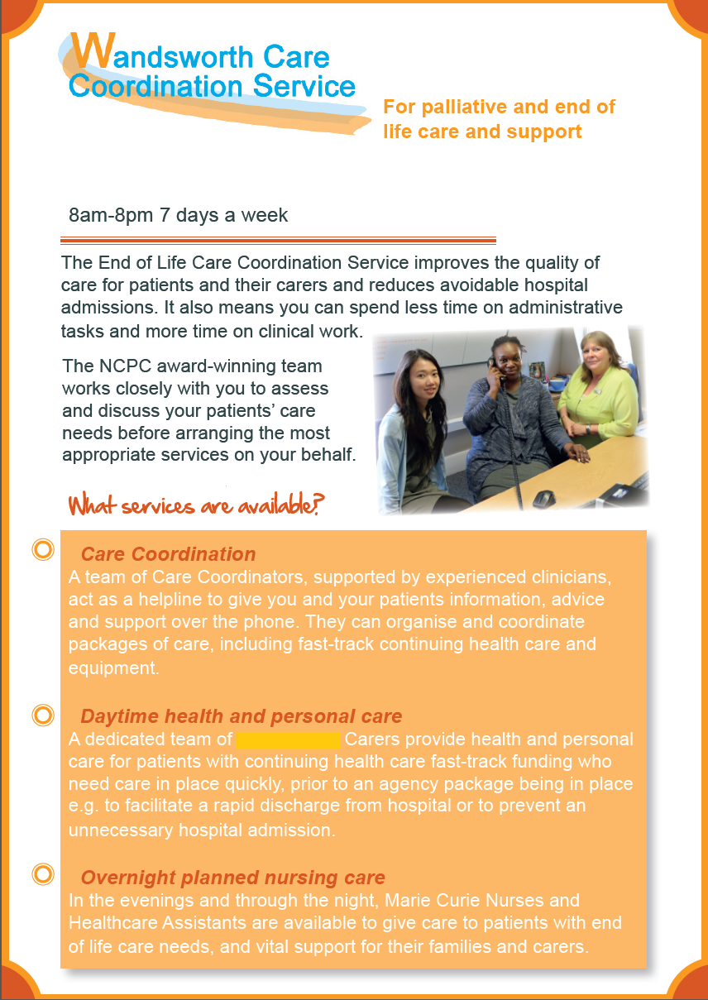 Wandsworth Care
Coordination Service
For palliative and end of
life care and support
8am-8pm 7 days a week
The End of Life Care Coordination Service improves the quality of
care for patients and their carers and reduces avoidable hospital
admissions. It also means you can spend less time on administrative
tasks and more time on clinical work.
The NCPC award-winning team
works closely with you to assess
and discuss your patients’ care
needs before arranging the most
appropriate services on your behalf.
What services are available?
Care Coordination
A team of Care Coordinators, supported by experienced clinicians,
act as a helpline to give you and your patients information, advice
and support over the phone. They can organise and coordinate
packages of care, including fast-track continuing health care and
equipment.
Daytime health and personal care
A dedicated team of Carers provide health and personal
care for patients with continuing health care fast-track funding who
need care in place quickly, prior to an agency package being in place
e.g. to facilitate a rapid discharge from hospital or to prevent an
unnecessary hospital admission.
Overnight planned nursing care
In the evenings and through the night, Marie Curie Nurses and
Healthcare Assistants are available to give care to patients with end
of life care needs, and vital support for their families and carers.